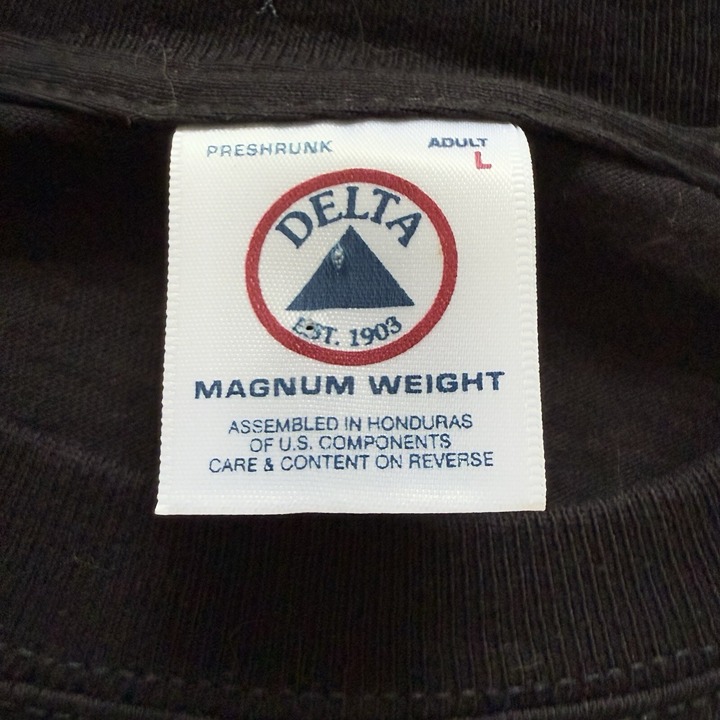 PRESHRUNK
ADULT
L
DELTA
EST. 1903
MAGNUM WEIGHT
ASSEMBLED IN HONDURAS
OF U.S. COMPONENTS
CARE & CONTENT ON REVERSE